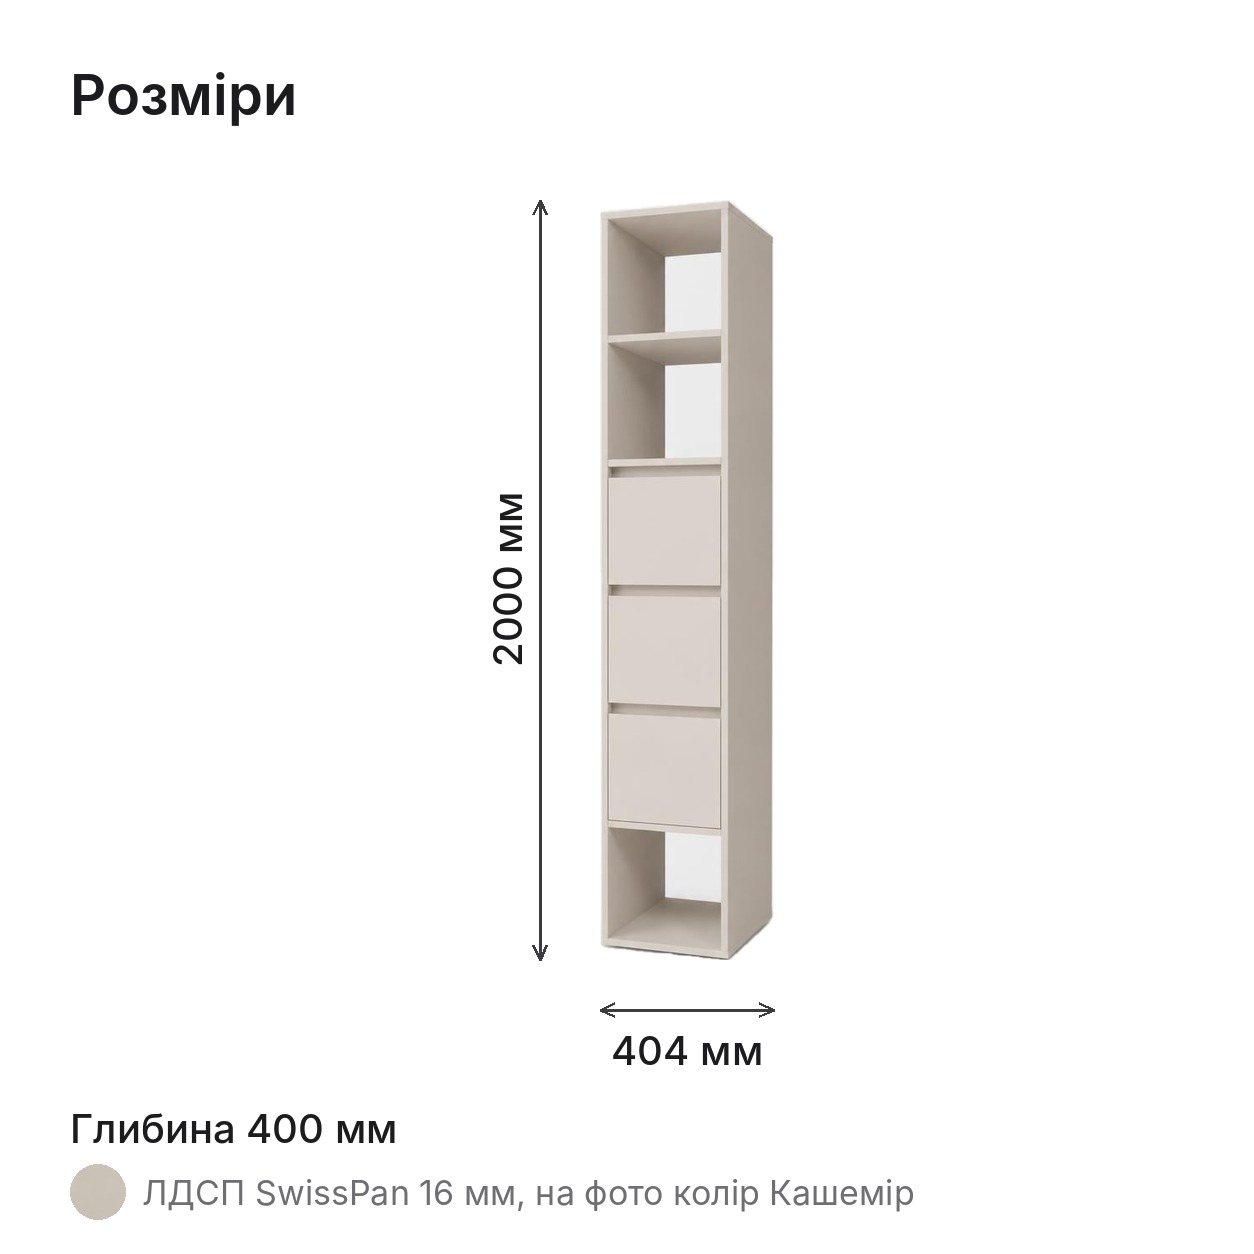 Розміри
2000 мм
404 мм
Глибина 400 мм
ЛДСП SwissPan 16 мм, на фото колір Кашемір